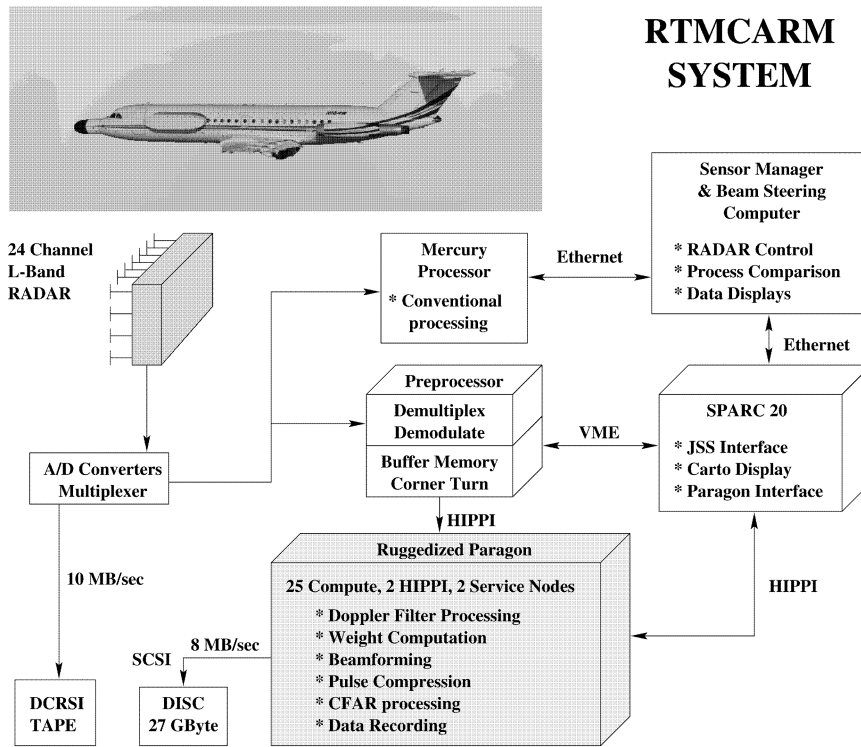 RTMCARM
SYSTEM
24 Channel
L-Band
RADAR
Mercury
Processor
* Conventional
processing
Ethernet
Sensor Manager
& Beam Steering
Computer
* RADAR Control
* Process Comparison
* Data Displays
Ethernet
Preprocessor
Demultiplex
Demodulate
Buffer Memory
Corner Turn
VME
SPARC 20
* JSS Interface
* Carto Display
* Paragon Interface
A/D Converters
Multiplexer
HIPPI
10 MB/sec
Ruggedized Paragon
25 Compute, 2 HIPPI, 2 Service Nodes
* Doppler Filter Processing
* Weight Computation
* Beamforming
* Pulse Compression
* CFAR processing
* Data Recording
HIPPI
8 MB/sec
SCSI
DCRSI
TAPE
DISC
27 GByte